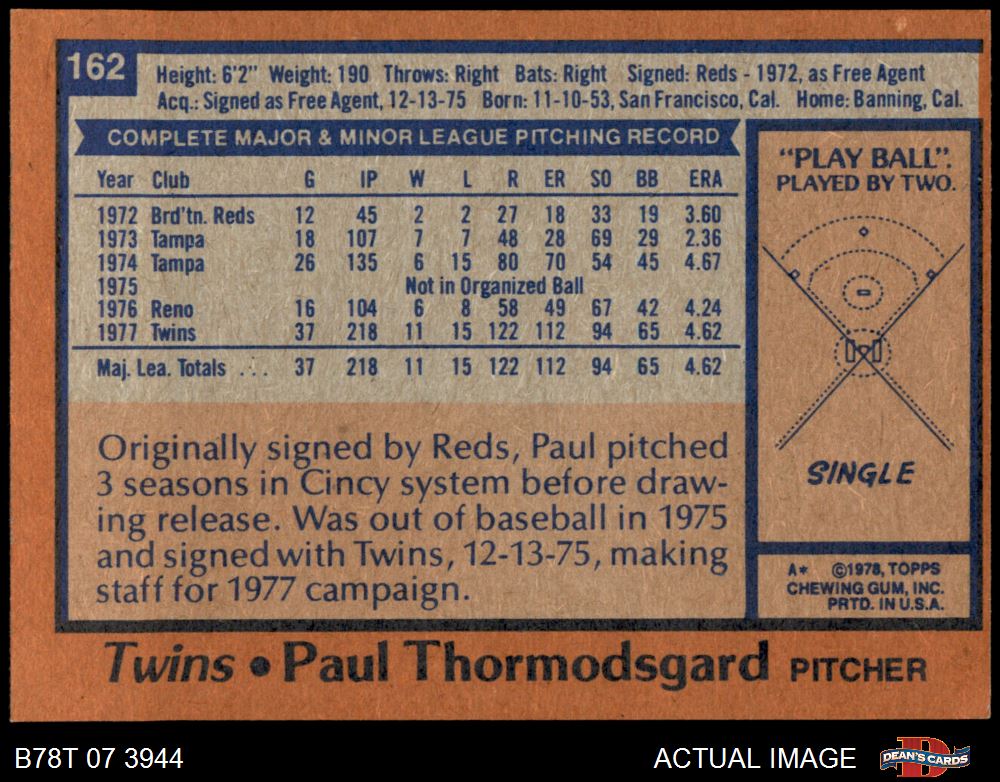 162
Height: 6'2" Weight: 190 Throws: Right Bats: Right Signed: Reds - 1972, as Free Agent
Acq.: Signed as Free Agent, 12-13-75 Born: 11-10-53, San Francisco, Cal. Home: Banning, Cal.
COMPLETE MAJOR & MINOR LEAGUE PITCHING RECORD
Year Club G IP W L R ER SO BB ERA
1972 Brd'tn. Reds 12 45 2 2 27 18 33 19 3.60
1973 Tampa 18 107 7 7 48 28 69 29 2.36
1974 Tampa 26 135 6 15 80 70 54 45 4.67
1975 Not in Organized Ball
1976 Reno 16 104 6 8 58 49 67 42 4.24
1977 Twins 37 218 11 15 122 112 94 65 4.62
Maj. Lea. Totals ... 37 218 11 15 122 112 94 65 4.62
Originally signed by Reds, Paul pitched
3 seasons in Cincy system before draw-
ing release. Was out of baseball in 1975
and signed with Twins, 12-13-75, making
staff for 1977 campaign.
"PLAY BALL".
PLAYED BY TWO.
SINGLE
A* ©1978, TOPPS
CHEWING GUM, INC.
PRTD. IN U.S.A.
Twins • Paul Thormodsgard PITCHER
B78T 07 3944
ACTUAL IMAGE
DEAN'S CARDS